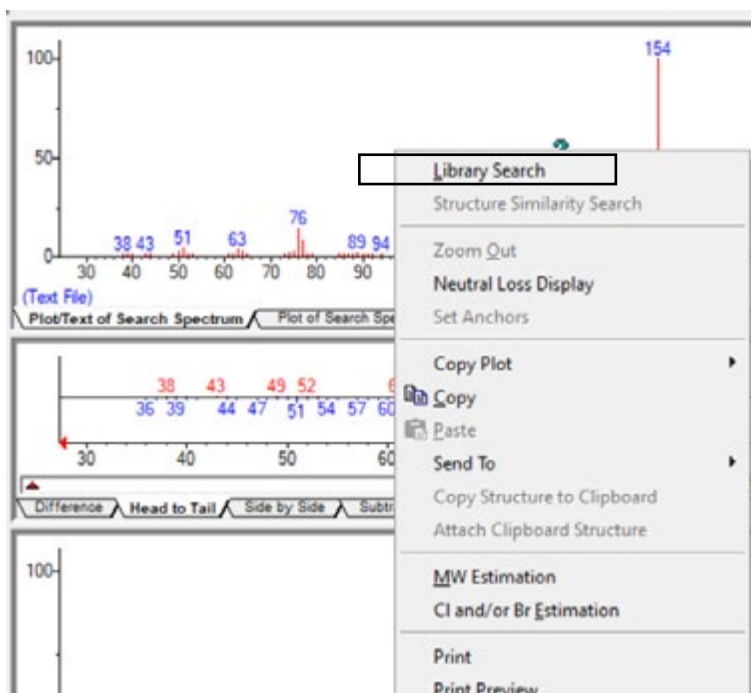 154
100
50
38 43 51 63 76 89 94
0
30 40 50 60 70 80 90
(Text File)
Plot/Text of Search Spectrum Plot of Search Spe
38 43 49 52
36 39 44 47 51 54 57 60
30 40 50 60
Difference Head to Tail Side by Side Subtr
100
Library Search
Structure Similarity Search
Zoom Out
Neutral Loss Display
Set Anchors
Copy Plot
Copy
Paste
Send To
Copy Structure to Clipboard
Attach Clipboard Structure
MW Estimation
Cl and/or Br Estimation
Print
Print Preview